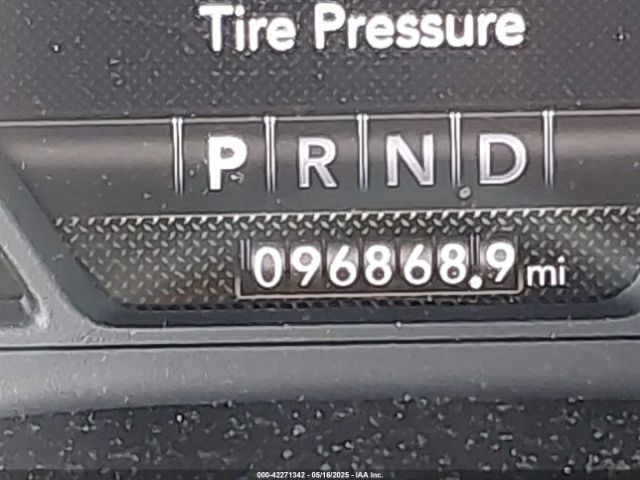 Tire Pressure
P R N D
096868.9 mi
000-42271342 - 05/16/2025 - IAA Inc.